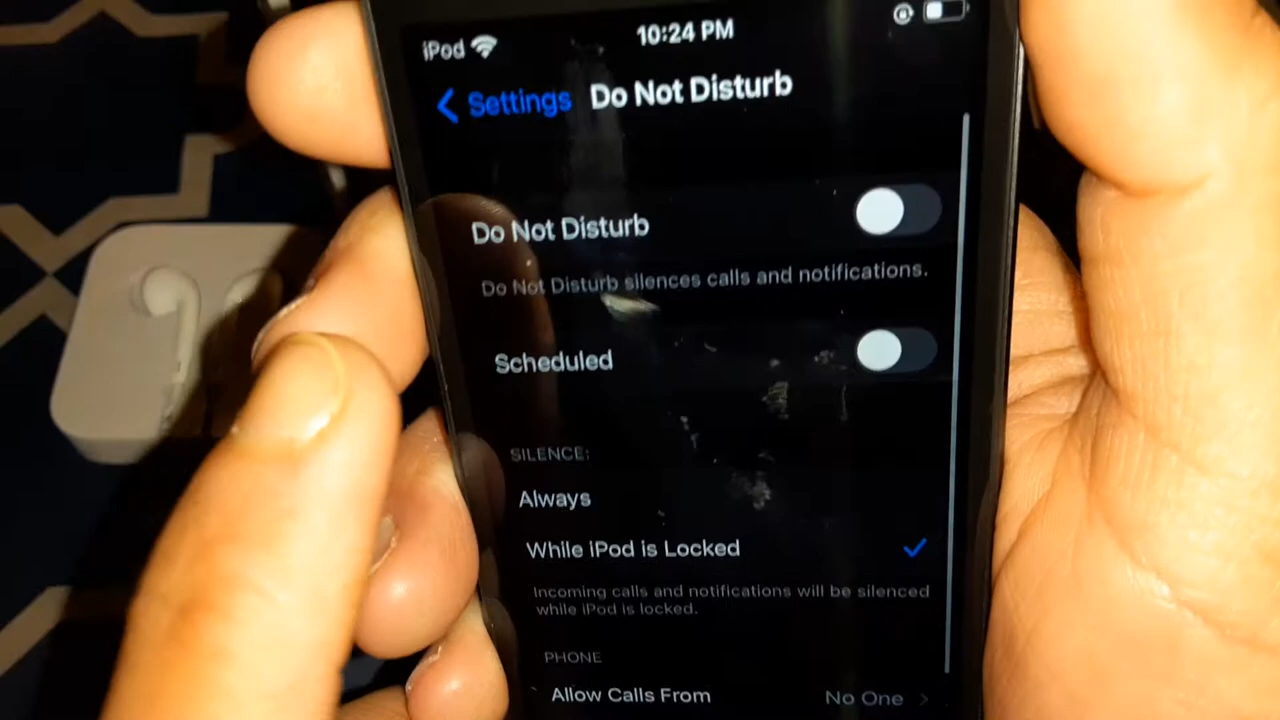 iPod 10:24 PM
Settings Do Not Disturb
Do Not Disturb
Do Not Disturb silences calls and notifications.
Scheduled
SILENCE:
Always
While iPod is Locked
Incoming calls and notifications will be silenced
while iPod is locked.
PHONE
Allow Calls From No One